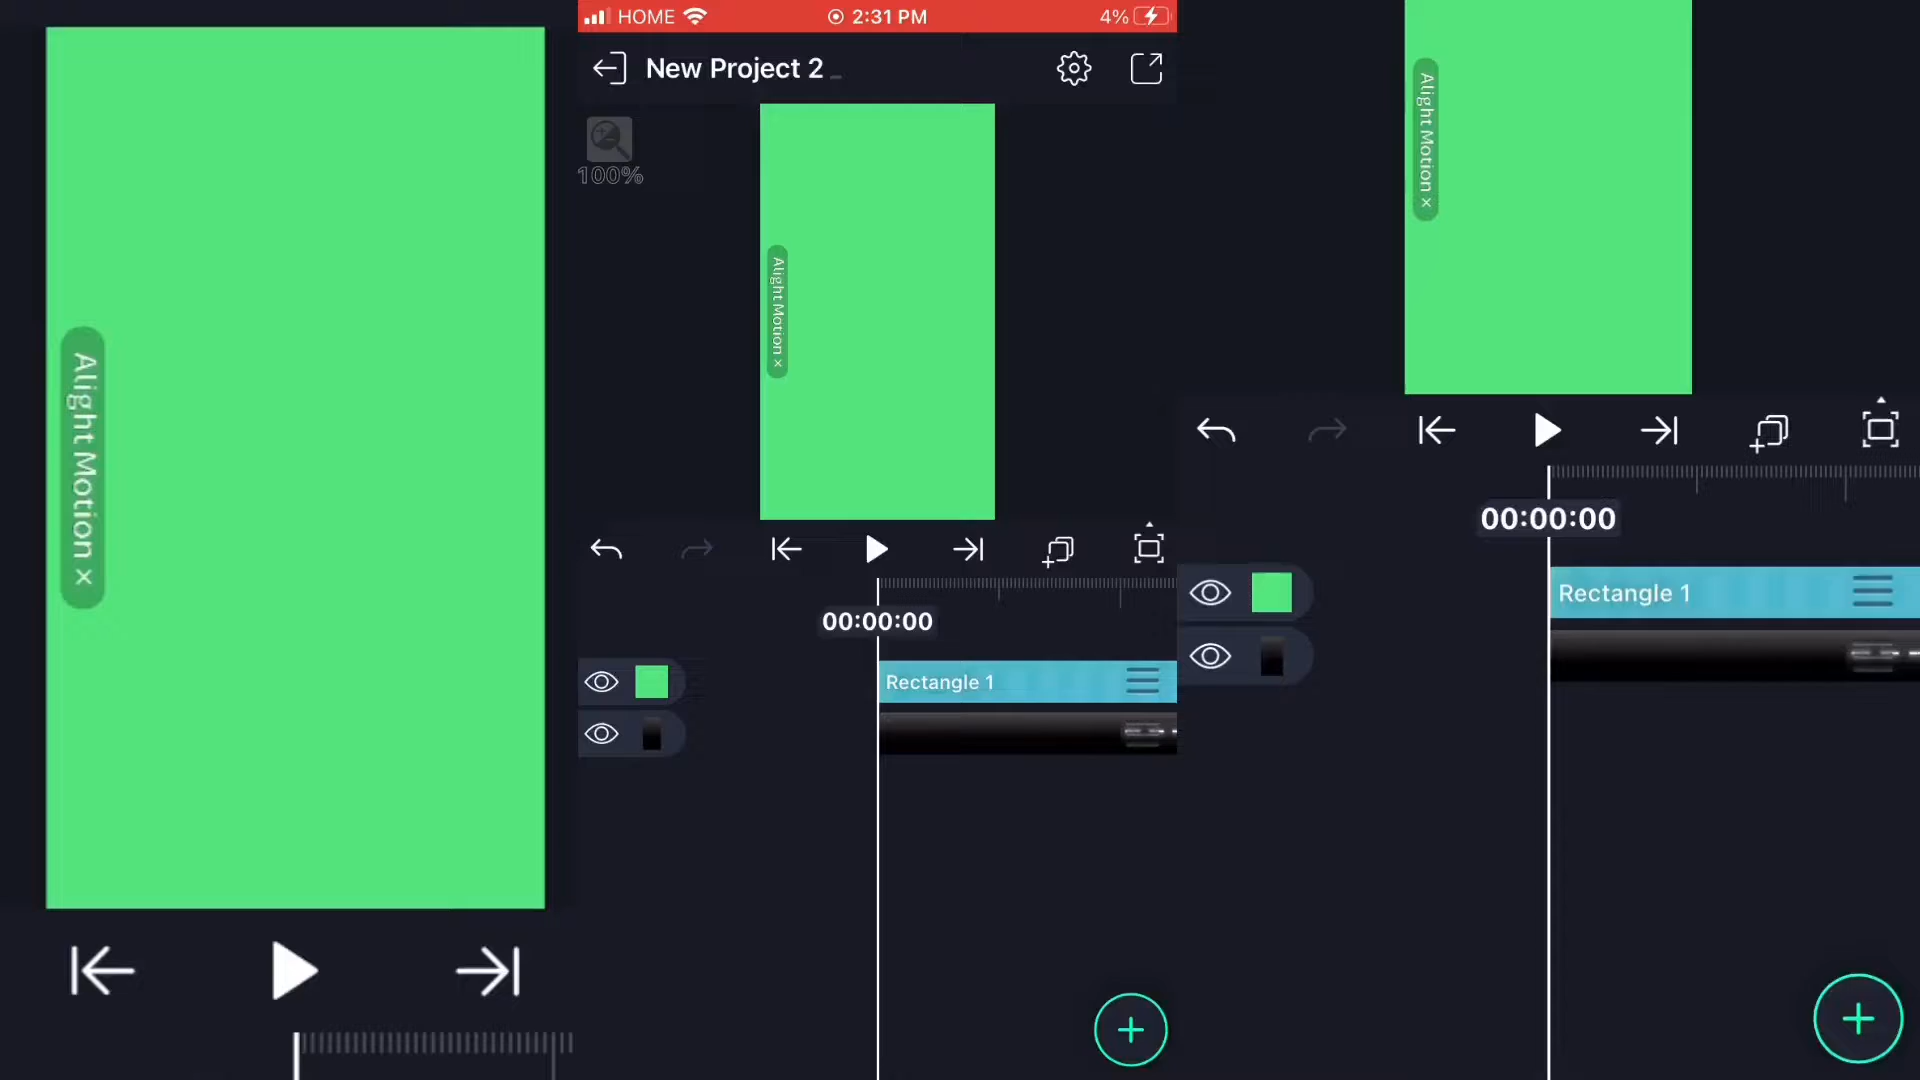 Alight Motion ×
HOME
2:31 PM
4%
New Project 2
100%
Alight Motion ×
00:00:00
Rectangle 1
Alight Motion ×
00:00:00
Rectangle 1